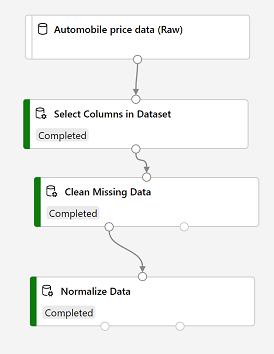 Automobile price data (Raw)
Select Columns in Dataset
Completed
Clean Missing Data
Completed
Normalize Data
Completed